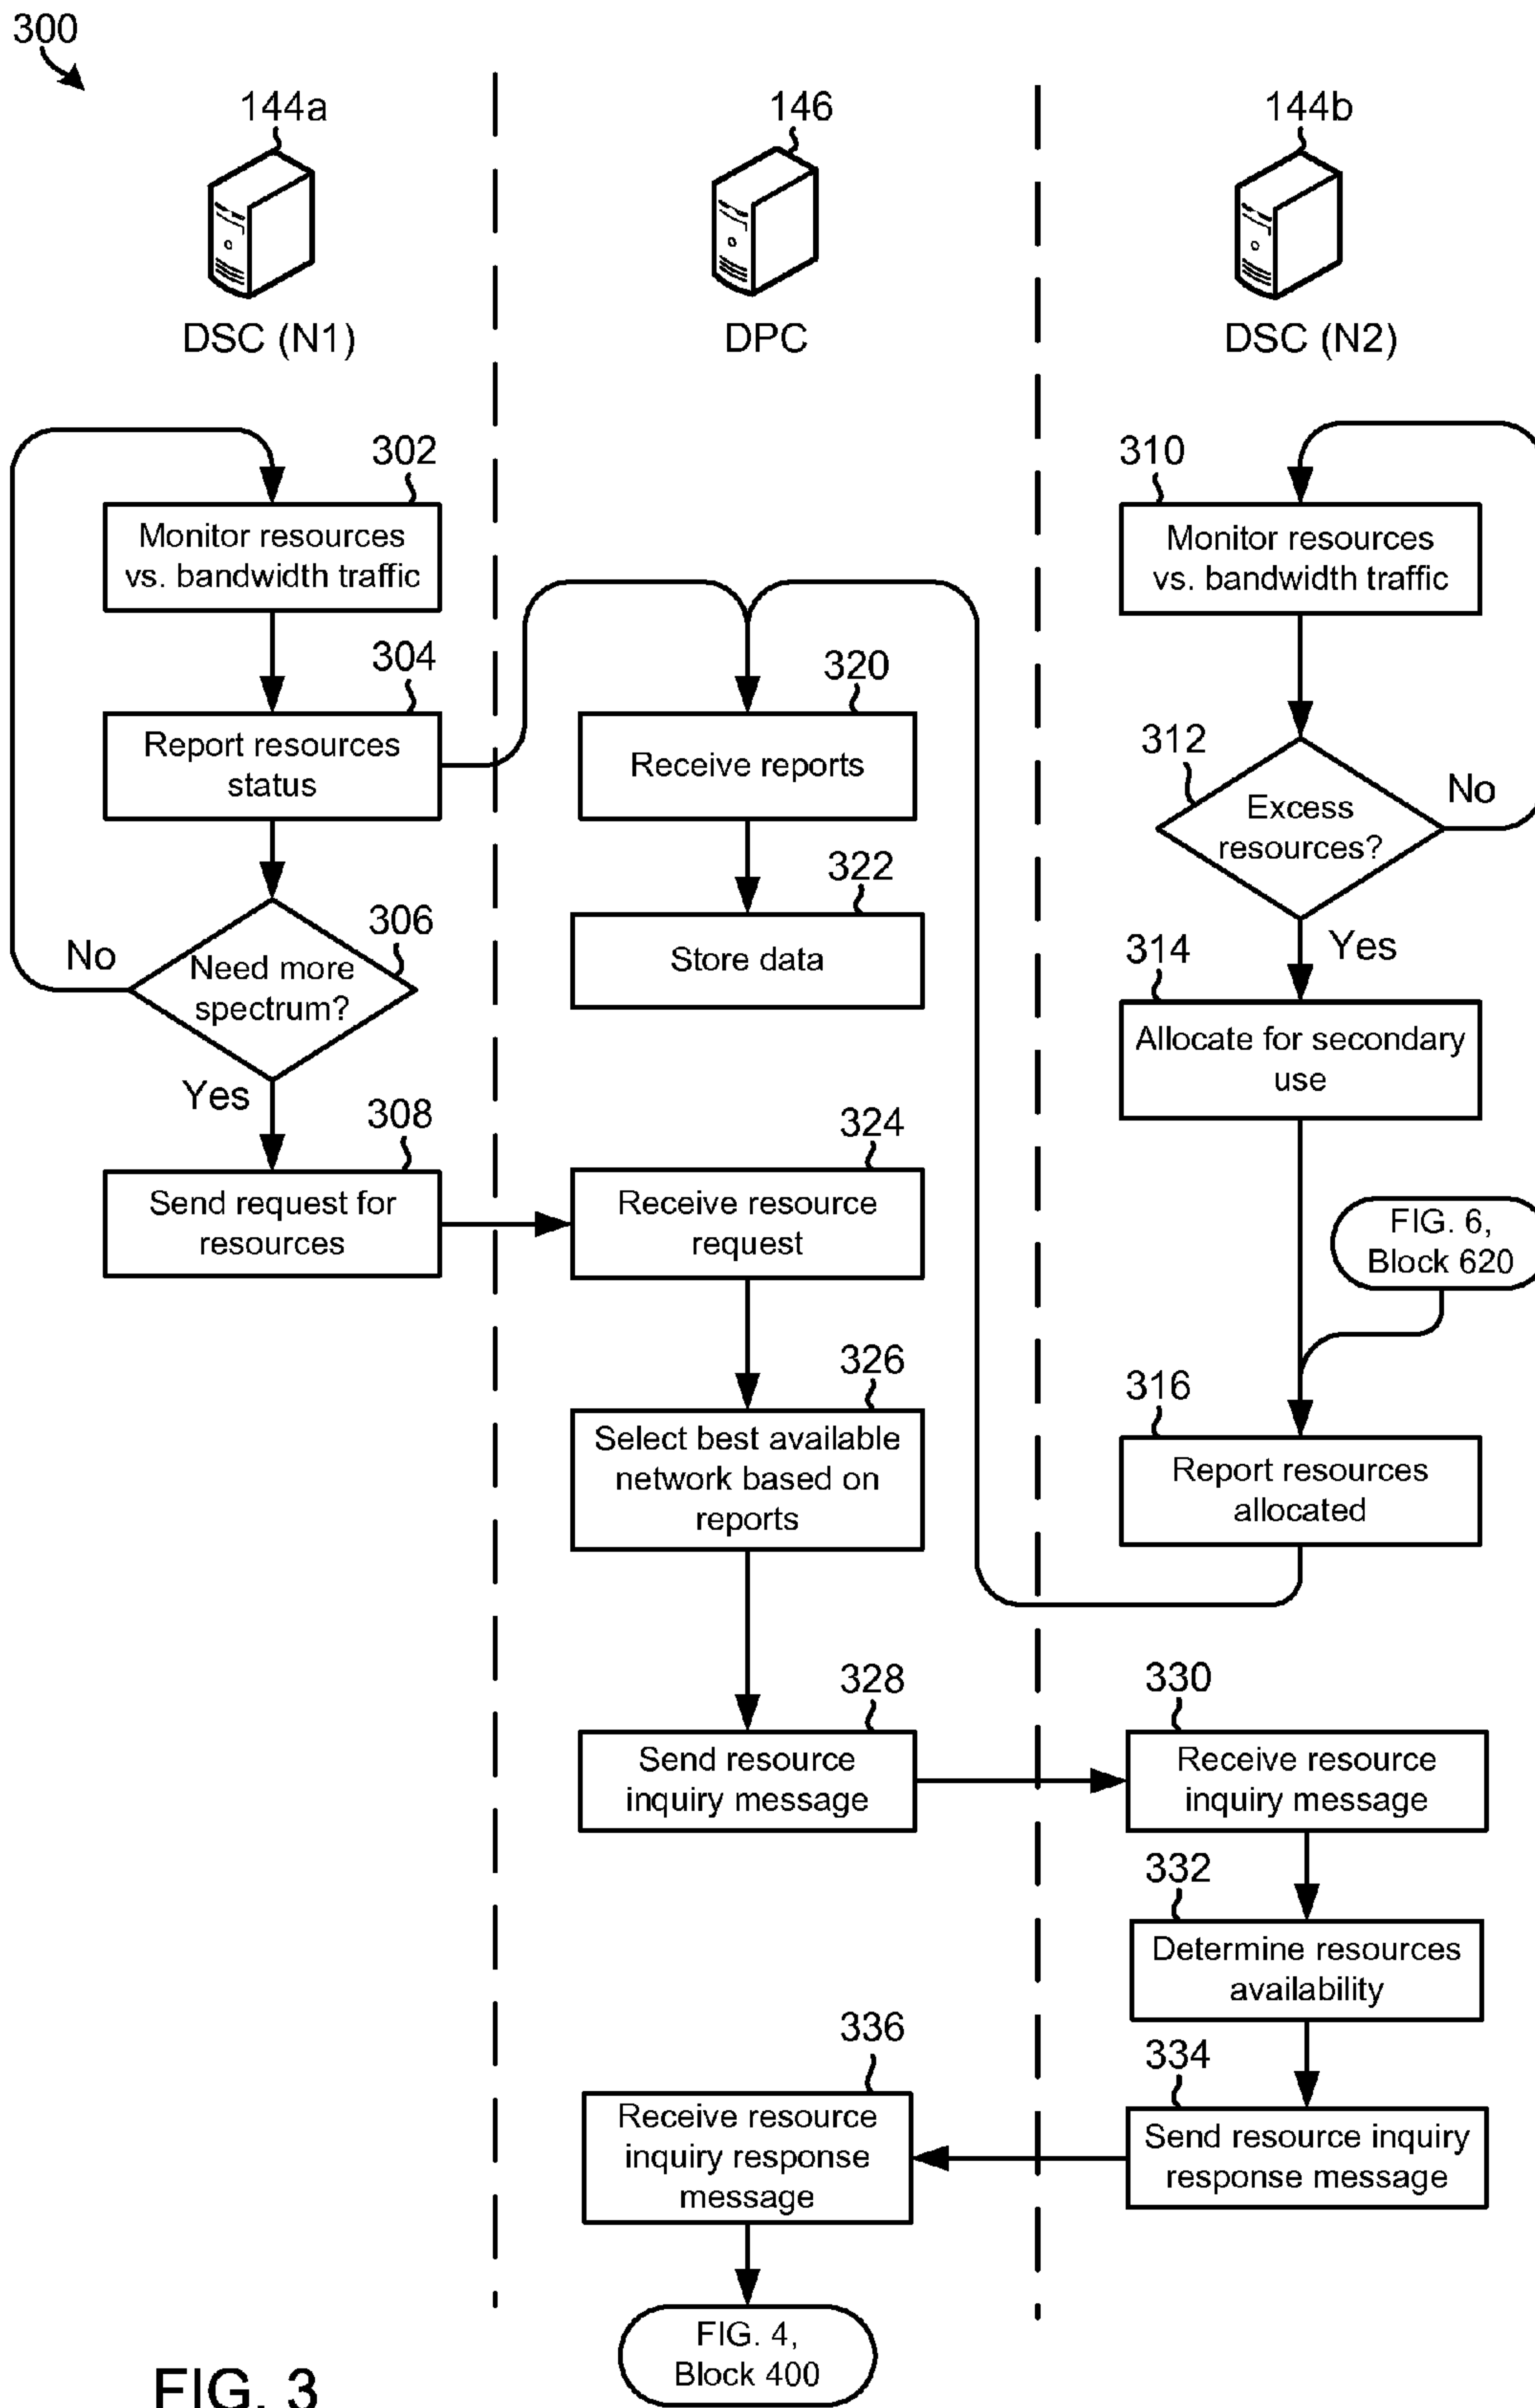 300
144a
146
144b
DSC (N1)
DPC
DSC (N2)
302
Monitor resources
vs. bandwidth traffic
304
Report resources
status
306
Need more
spectrum?
No
Yes
308
Send request for
resources
320
Receive reports
322
Store data
324
Receive resource
request
326
Select best available
network based on
reports
328
Send resource
inquiry message
310
Monitor resources
vs. bandwidth traffic
312
Excess
resources?
No
Yes
314
Allocate for secondary
use
FIG. 6,
Block 620
316
Report resources
allocated
330
Receive resource
inquiry message
332
Determine resources
availability
334
Send resource inquiry
response message
336
Receive resource
inquiry response
message
FIG. 4,
Block 400
FIG. 3